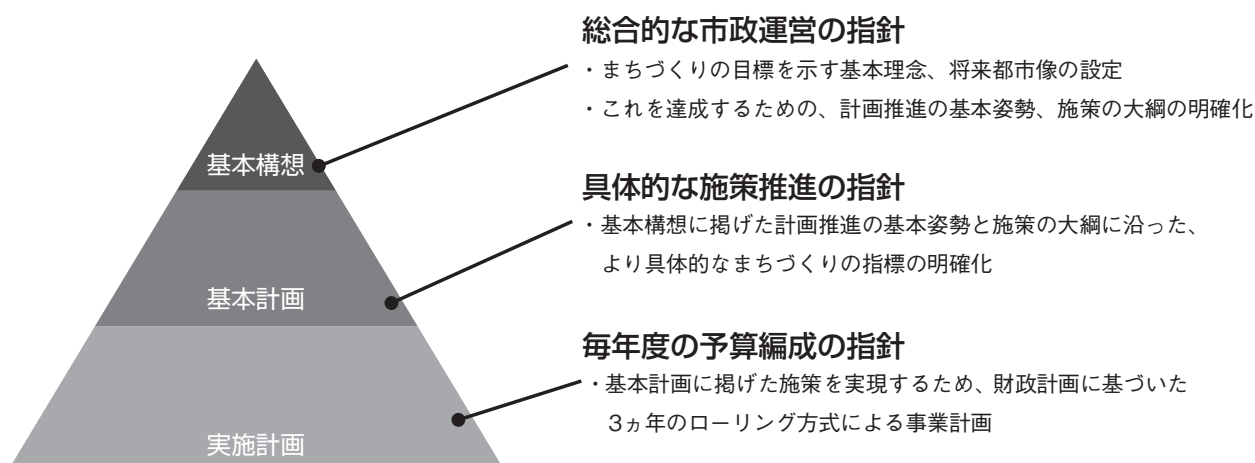 総合的な市政運営の指針
・まちづくりの目標を示す基本理念、将来都市像の設定
・これを達成するための、計画推進の基本姿勢、施策の大綱の明確化
基本構想
具体的な施策推進の指針
・基本構想に掲げた計画推進の基本姿勢と施策の大綱に沿った、
より具体的なまちづくりの指標の明確化
基本計画
毎年度の予算編成の指針
・基本計画に掲げた施策を実現するため、財政計画に基づいた
3ヵ年のローリング方式による事業計画
実施計画